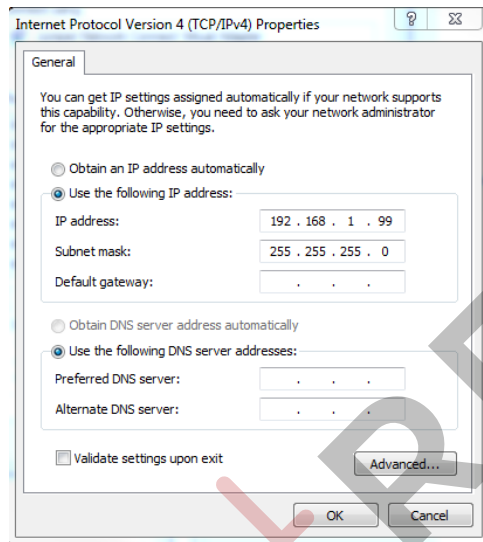 Internet Protocol Version 4 (TCP/IPv4) Properties
General
You can get IP settings assigned automatically if your network supports
this capability. Otherwise, you need to ask your network administrator
for the appropriate IP settings.
Obtain an IP address automatically
Use the following IP address:
IP address: 192 . 168 . 1 . 99
Subnet mask: 255 . 255 . 255 . 0
Default gateway: . . .
Obtain DNS server address automatically
Use the following DNS server addresses:
Preferred DNS server: . . .
Alternate DNS server: . . .
Validate settings upon exit
Advanced...
OK Cancel